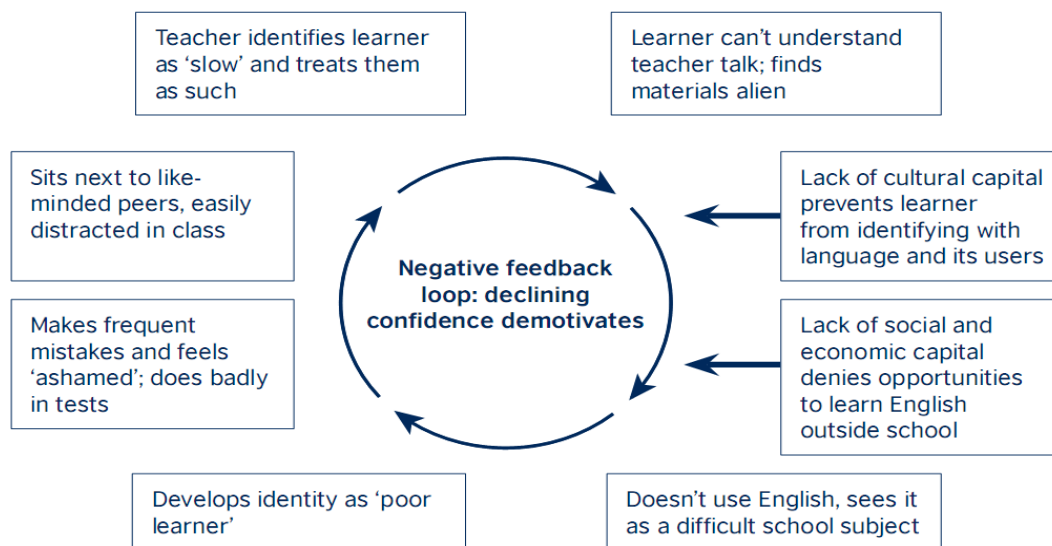 Teacher identifies learner
as ‘slow’ and treats them
as such
Learner can’t understand
teacher talk; finds
materials alien
Sits next to like-
minded peers, easily
distracted in class
Lack of cultural capital
prevents learner
from identifying with
language and its users
Negative feedback
loop: declining
confidence demotivates
Makes frequent
mistakes and feels
‘ashamed’; does badly
in tests
Lack of social and
economic capital
denies opportunities
to learn English
outside school
Develops identity as ‘poor
learner’
Doesn’t use English, sees it
as a difficult school subject